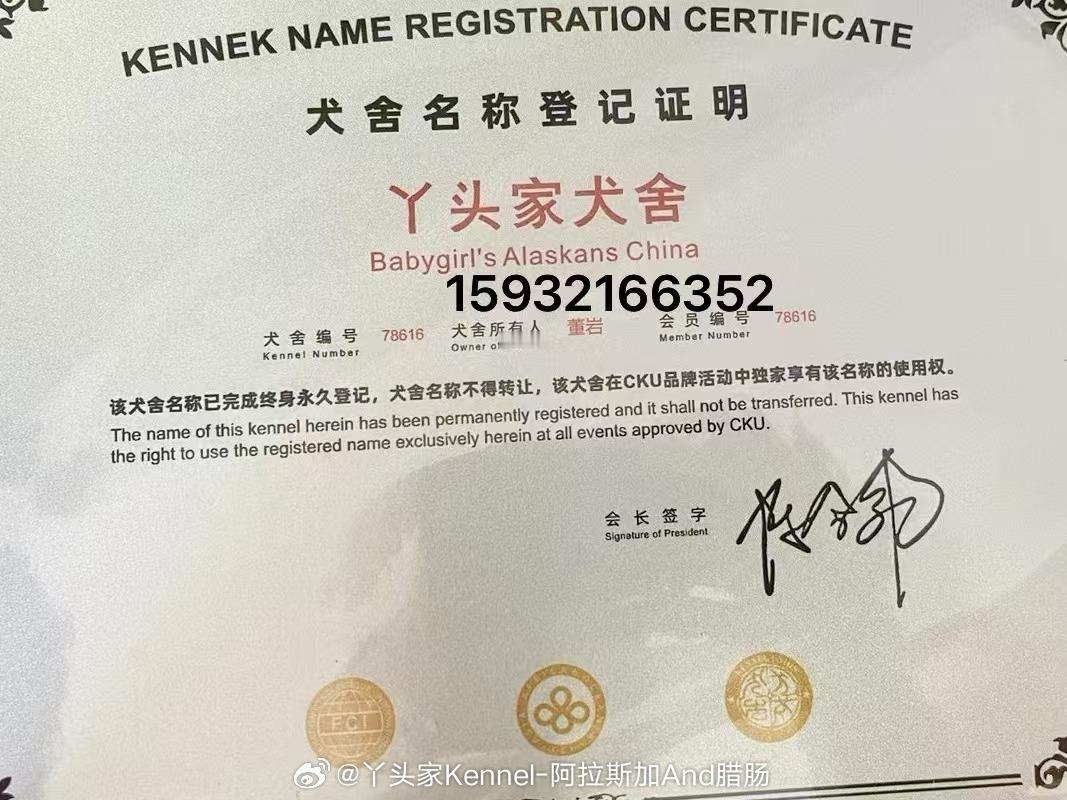 KENNEK NAME REGISTRATION CERTIFICATE
犬舍名称登记证明
丫头家犬舍
Babygirl's Alaskans China
15932166352
犬舍编号 78616 犬舍所有人 董岩 会员编号 78616
Kennel Number Owner of Member Number
该犬舍名称已完成终身永久登记，犬舍名称不得转让，该犬舍在CKU品牌活动中独家享有该名称的使用权。
The name of this kennel herein has been permanently registered and it shall not be transferred. This kennel has
the right to use the registered name exclusively herein at all events approved by CKU.
会长签字
Signature of President
FCI
@丫头家Kennel-阿拉斯加And腊肠